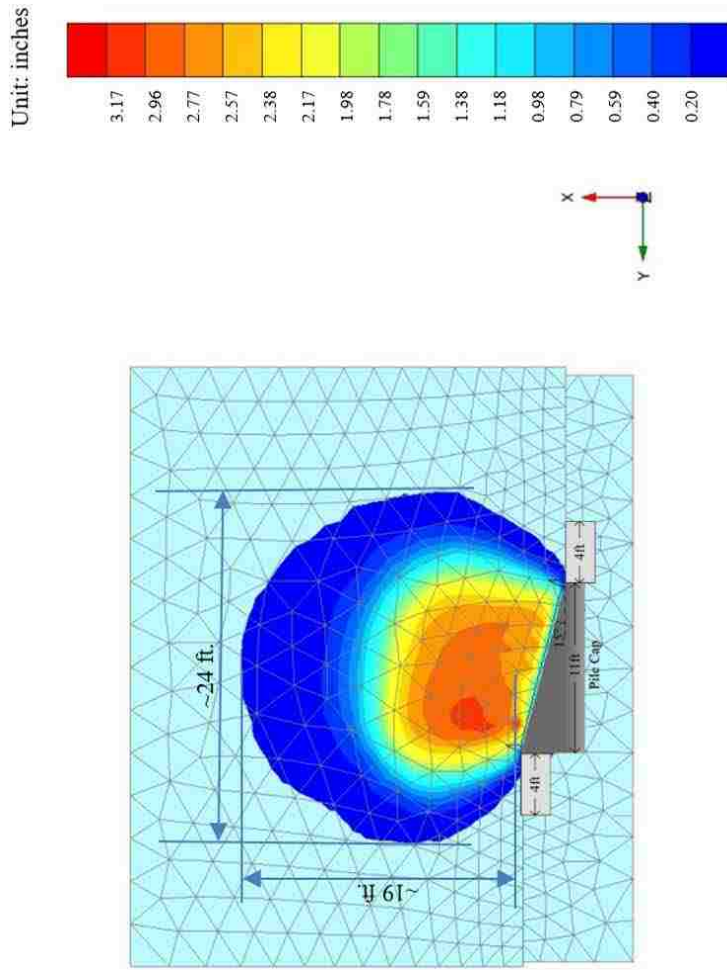 Unit: inches
3.17
2.96
2.77
2.57
2.38
2.17
1.98
1.78
1.59
1.38
1.18
0.98
0.79
0.59
0.40
0.20
X
Y
~24 ft.
~19 ft.
4ft
11ft
4ft
Pile Cap